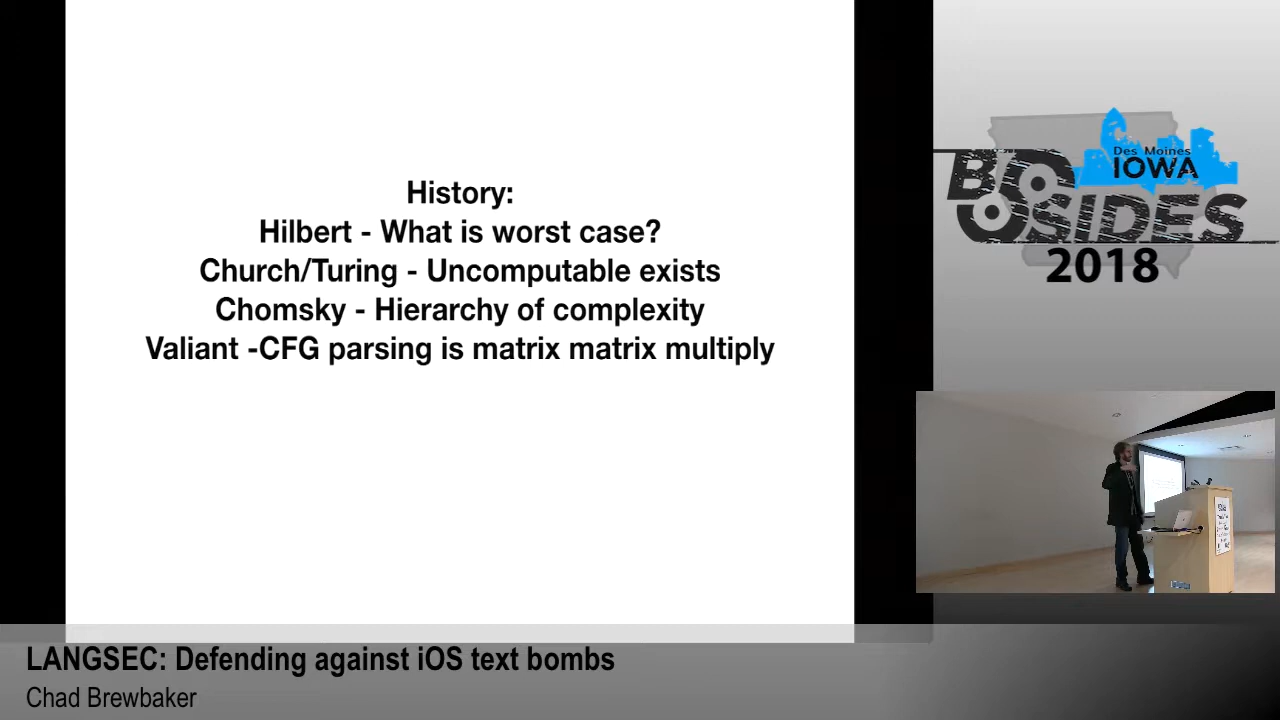 History:
Hilbert - What is worst case?
Church/Turing - Uncomputable exists
Chomsky - Hierarchy of complexity
Valiant -CFG parsing is matrix matrix multiply
Des Moines
IOWA
BSIDES
2018
LANGSEC: Defending against iOS text bombs
Chad Brewbaker